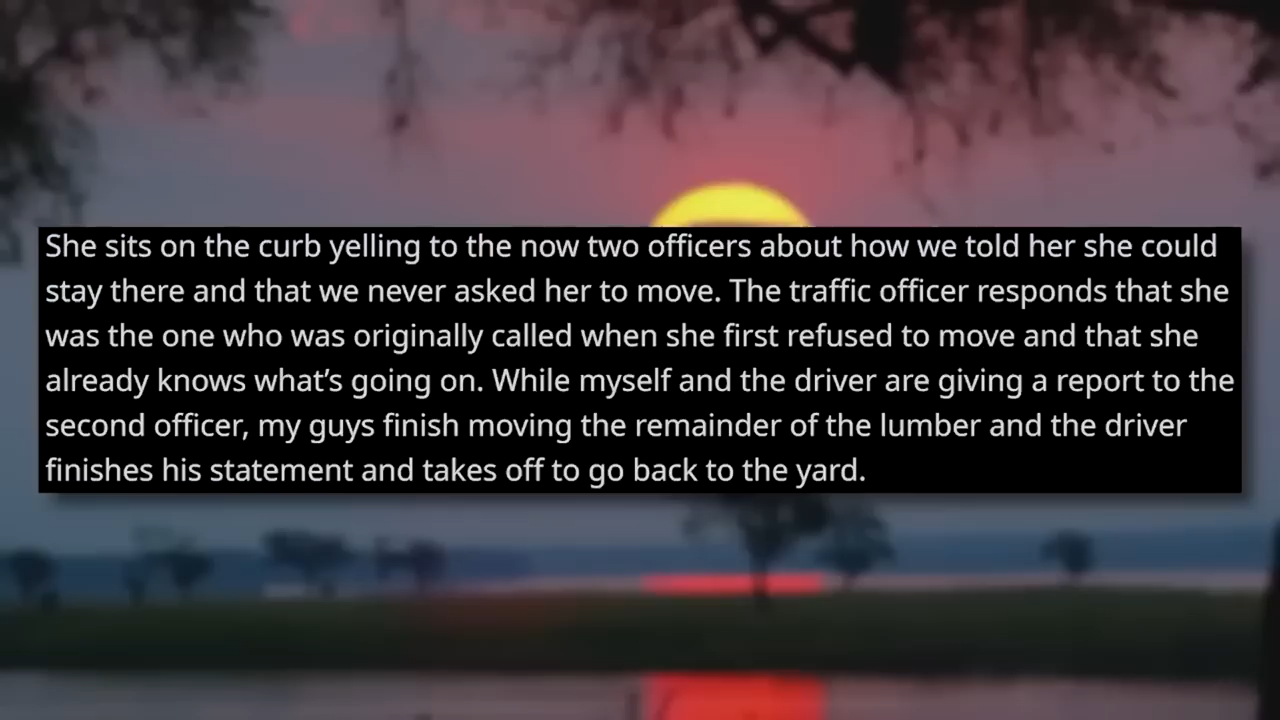 She sits on the curb yelling to the now two officers about how we told her she could
stay there and that we never asked her to move. The traffic officer responds that she
was the one who was originally called when she first refused to move and that she
already knows what’s going on. While myself and the driver are giving a report to the
second officer, my guys finish moving the remainder of the lumber and the driver
finishes his statement and takes off to go back to the yard.